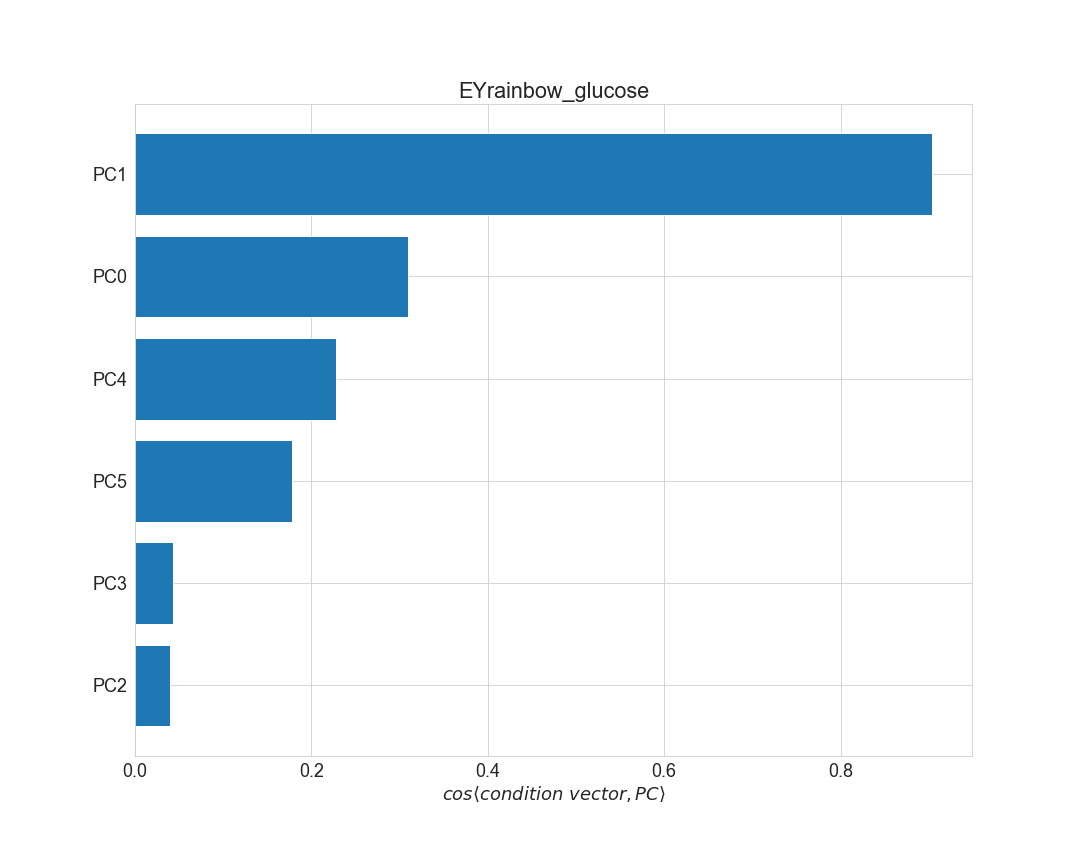 EYrainbow_glucose
PC1
PC0
PC4
PC5
PC3
PC2
0.0 0.2 0.4 0.6 0.8
cos⟨condition vector, PC⟩